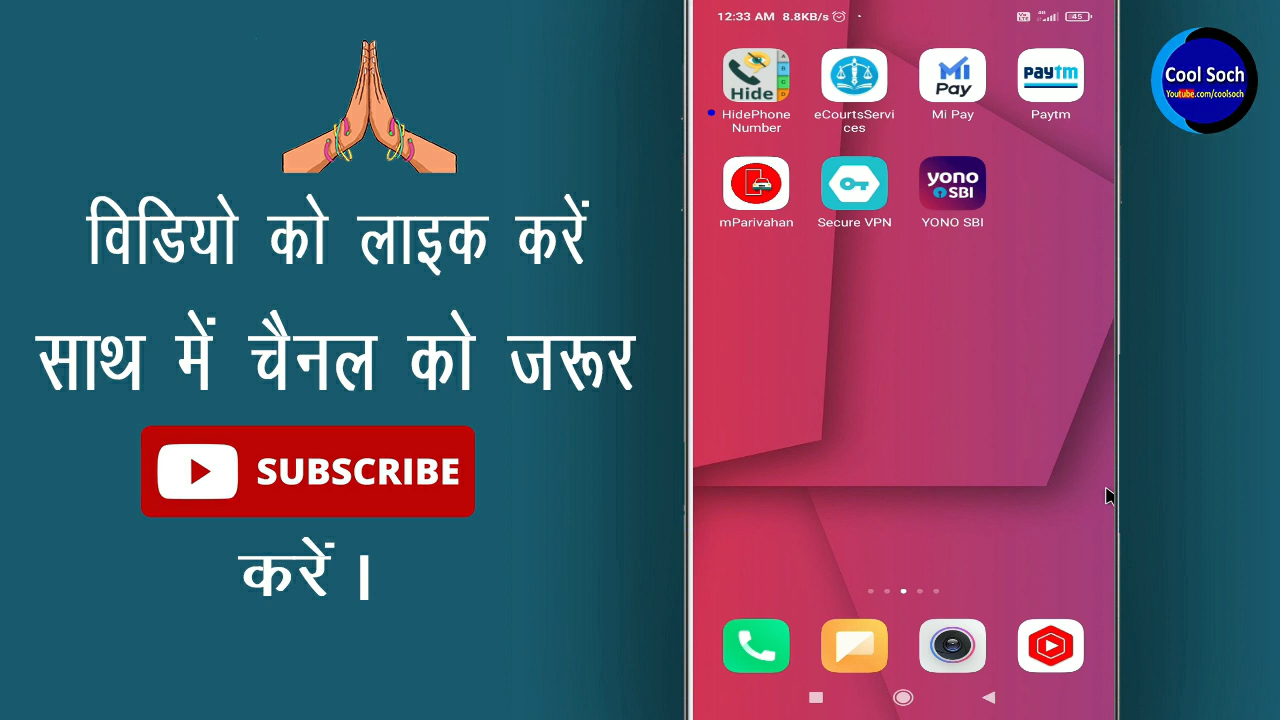 विडियो को लाइक करें
साथ में चैनल को जरूर
SUBSCRIBE
करें।
12:33 AM 8.8KB/s
45
A
B
C
D
Hide
Mi
Pay
Paytm
HidePhone
Number
eCourtsServi
ces
Mi Pay
Paytm
yono
SBI
mParivahan
Secure VPN
YONO SBI
Cool Soch
Youtube.com/coolsoch